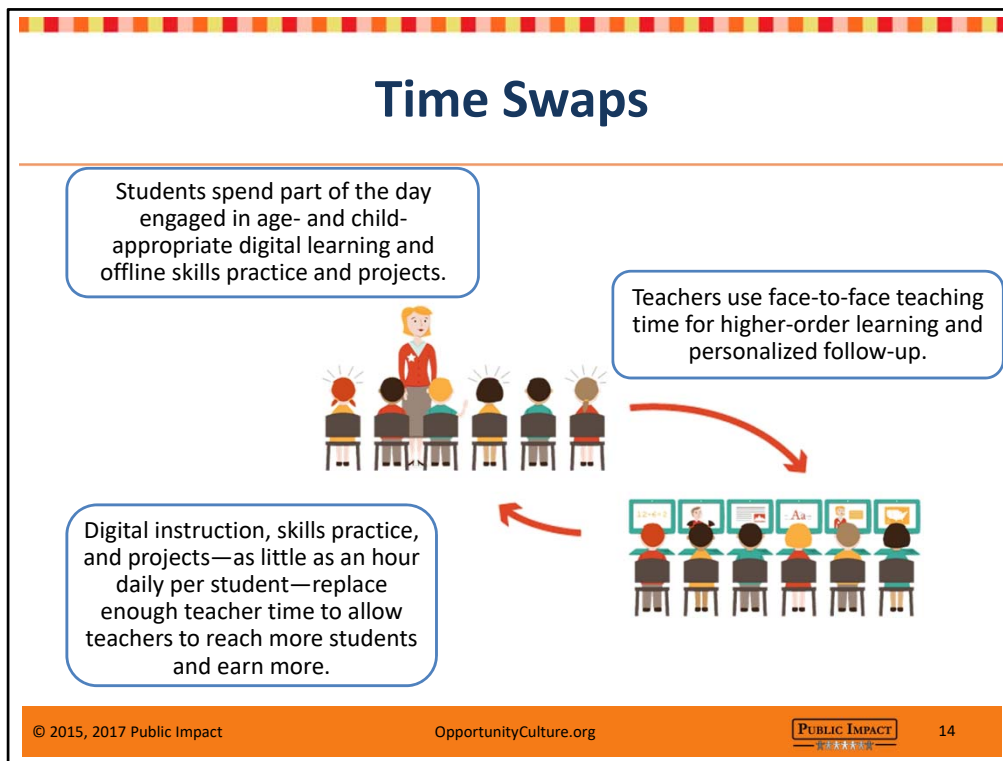 Time Swaps
Students spend part of the day
engaged in age- and child-
appropriate digital learning and
offline skills practice and projects.
Teachers use face-to-face teaching
time for higher-order learning and
personalized follow-up.
Digital instruction, skills practice,
and projects—as little as an hour
daily per student—replace
enough teacher time to allow
teachers to reach more students
and earn more.
Aa
© 2015, 2017 Public Impact
OpportunityCulture.org
PUBLIC IMPACT
14